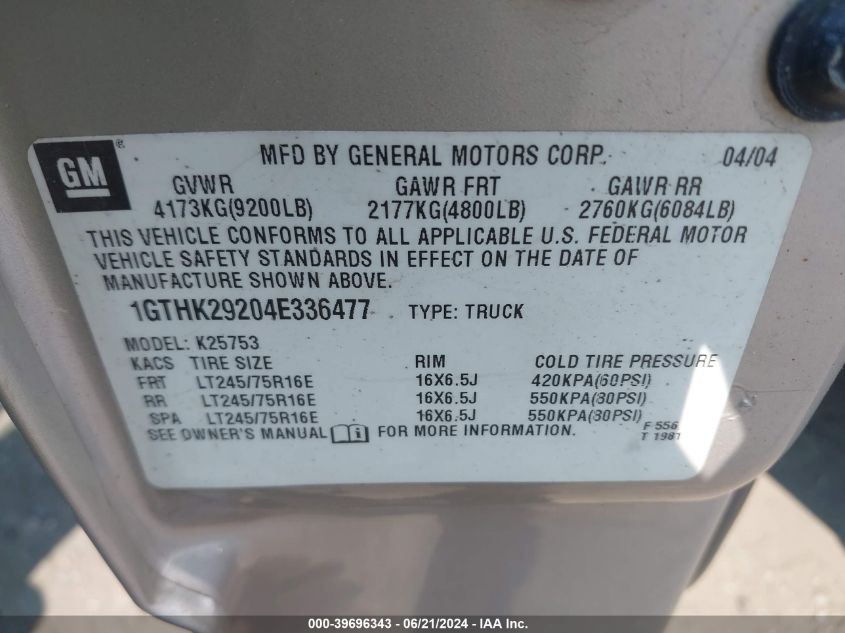 GM ® MFD BY GENERAL MOTORS CORP. 04/04
GVWR GAWR FRT GAWR RR
4173KG(9200LB) 2177KG(4800LB) 2760KG(6084LB)
THIS VEHICLE CONFORMS TO ALL APPLICABLE U.S. FEDERAL MOTOR
VEHICLE SAFETY STANDARDS IN EFFECT ON THE DATE OF
MANUFACTURE SHOWN ABOVE.
1GTHK29204E336477 TYPE: TRUCK
MODEL: K25753
KACS TIRE SIZE RIM COLD TIRE PRESSURE
FRT LT245/75R16E 16X6.5J 420KPA(60PSI)
RR LT245/75R16E 16X6.5J 550KPA(80PSI)
SPA LT245/75R16E 16X6.5J 550KPA(80PSI)
SEE OWNER'S MANUAL FOR MORE INFORMATION.
F 556
T 1981
000-39696343 - 06/21/2024 - IAA Inc.